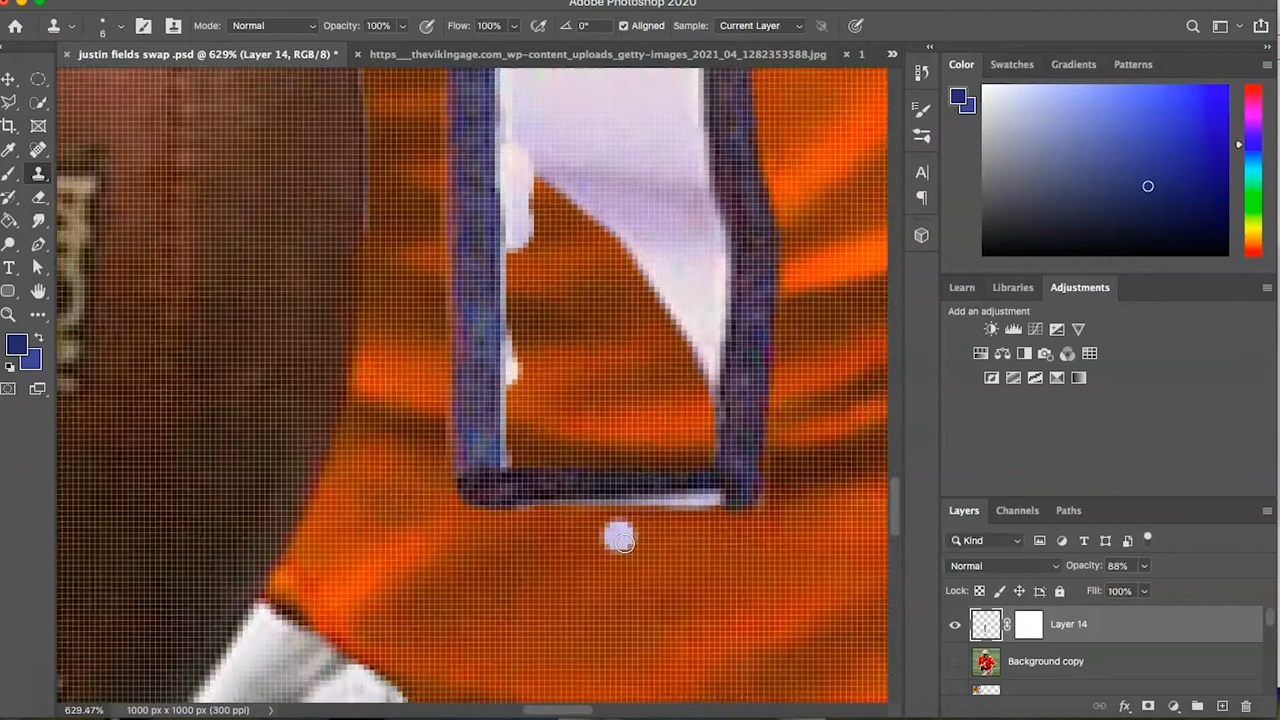 Adobe Photoshop 2020
6 Mode: Normal Opacity: 100% Flow: 100% 0° Aligned Sample: Current Layer
justin fields swap .psd @ 629% (Layer 14, RGB/8) * https___thevikingage.com_wp-content_uploads_getty-images_2021_04_1282353588.jpg 1
Color Swatches Gradients Patterns
Learn Libraries Adjustments
Add an adjustment
Layers Channels Paths
Kind
Normal Opacity: 88%
Lock: Fill: 100%
Layer 14
Background copy
629.47% 1000 px x 1000 px (300 ppi)